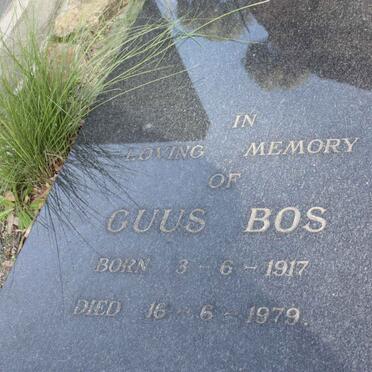 IN
LOVING MEMORY
OF
GUUS BOS
BORN 3-6-1917
DIED 16-6-1979.